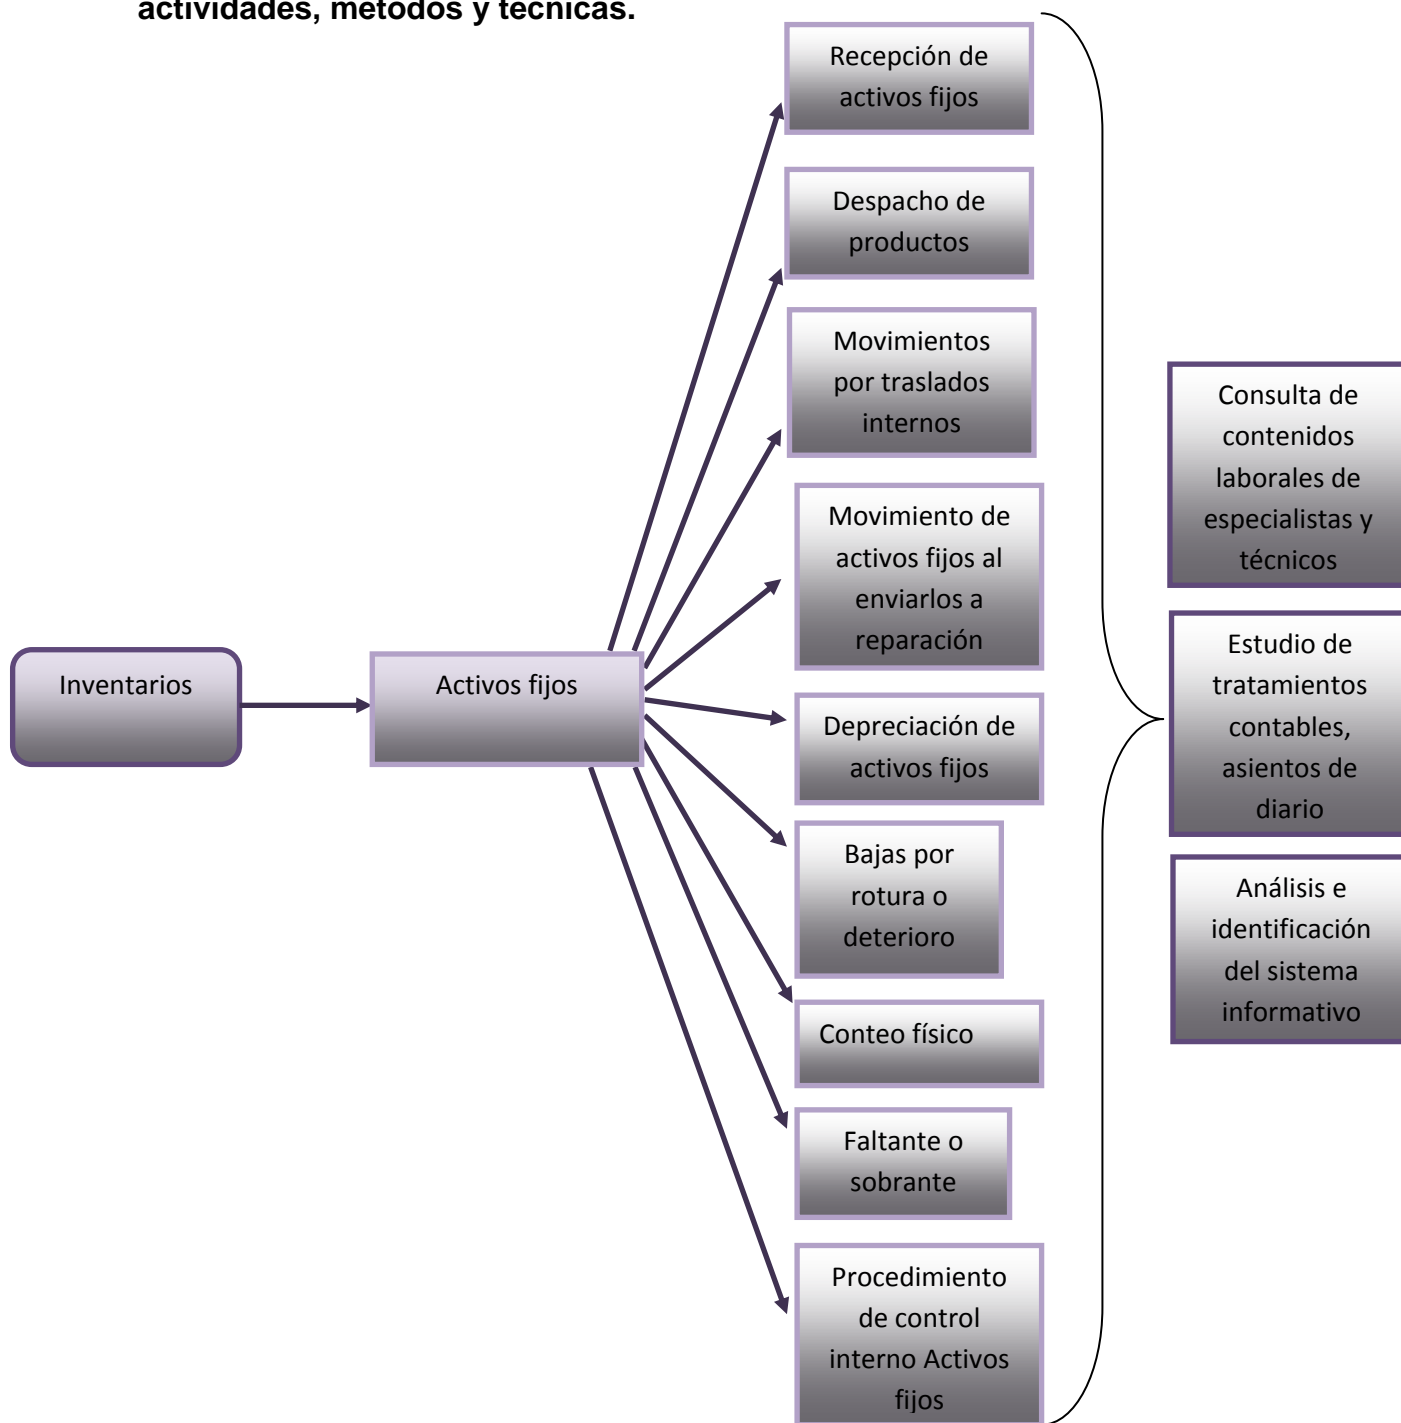 actividades, métodos y técnicas.
Recepción de
activos fijos
Despacho de
productos
Movimientos
por traslados
internos
Movimiento de
activos fijos al
enviarlos a
reparación
Inventarios
Activos fijos
Depreciación de
activos fijos
Bajas por
rotura o
deterioro
Conteo físico
Faltante o
sobrante
Procedimiento
de control
interno Activos
fijos
Consulta de
contenidos
laborales de
especialistas y
técnicos
Estudio de
tratamientos
contables,
asientos de
diario
Análisis e
identificación
del sistema
informativo